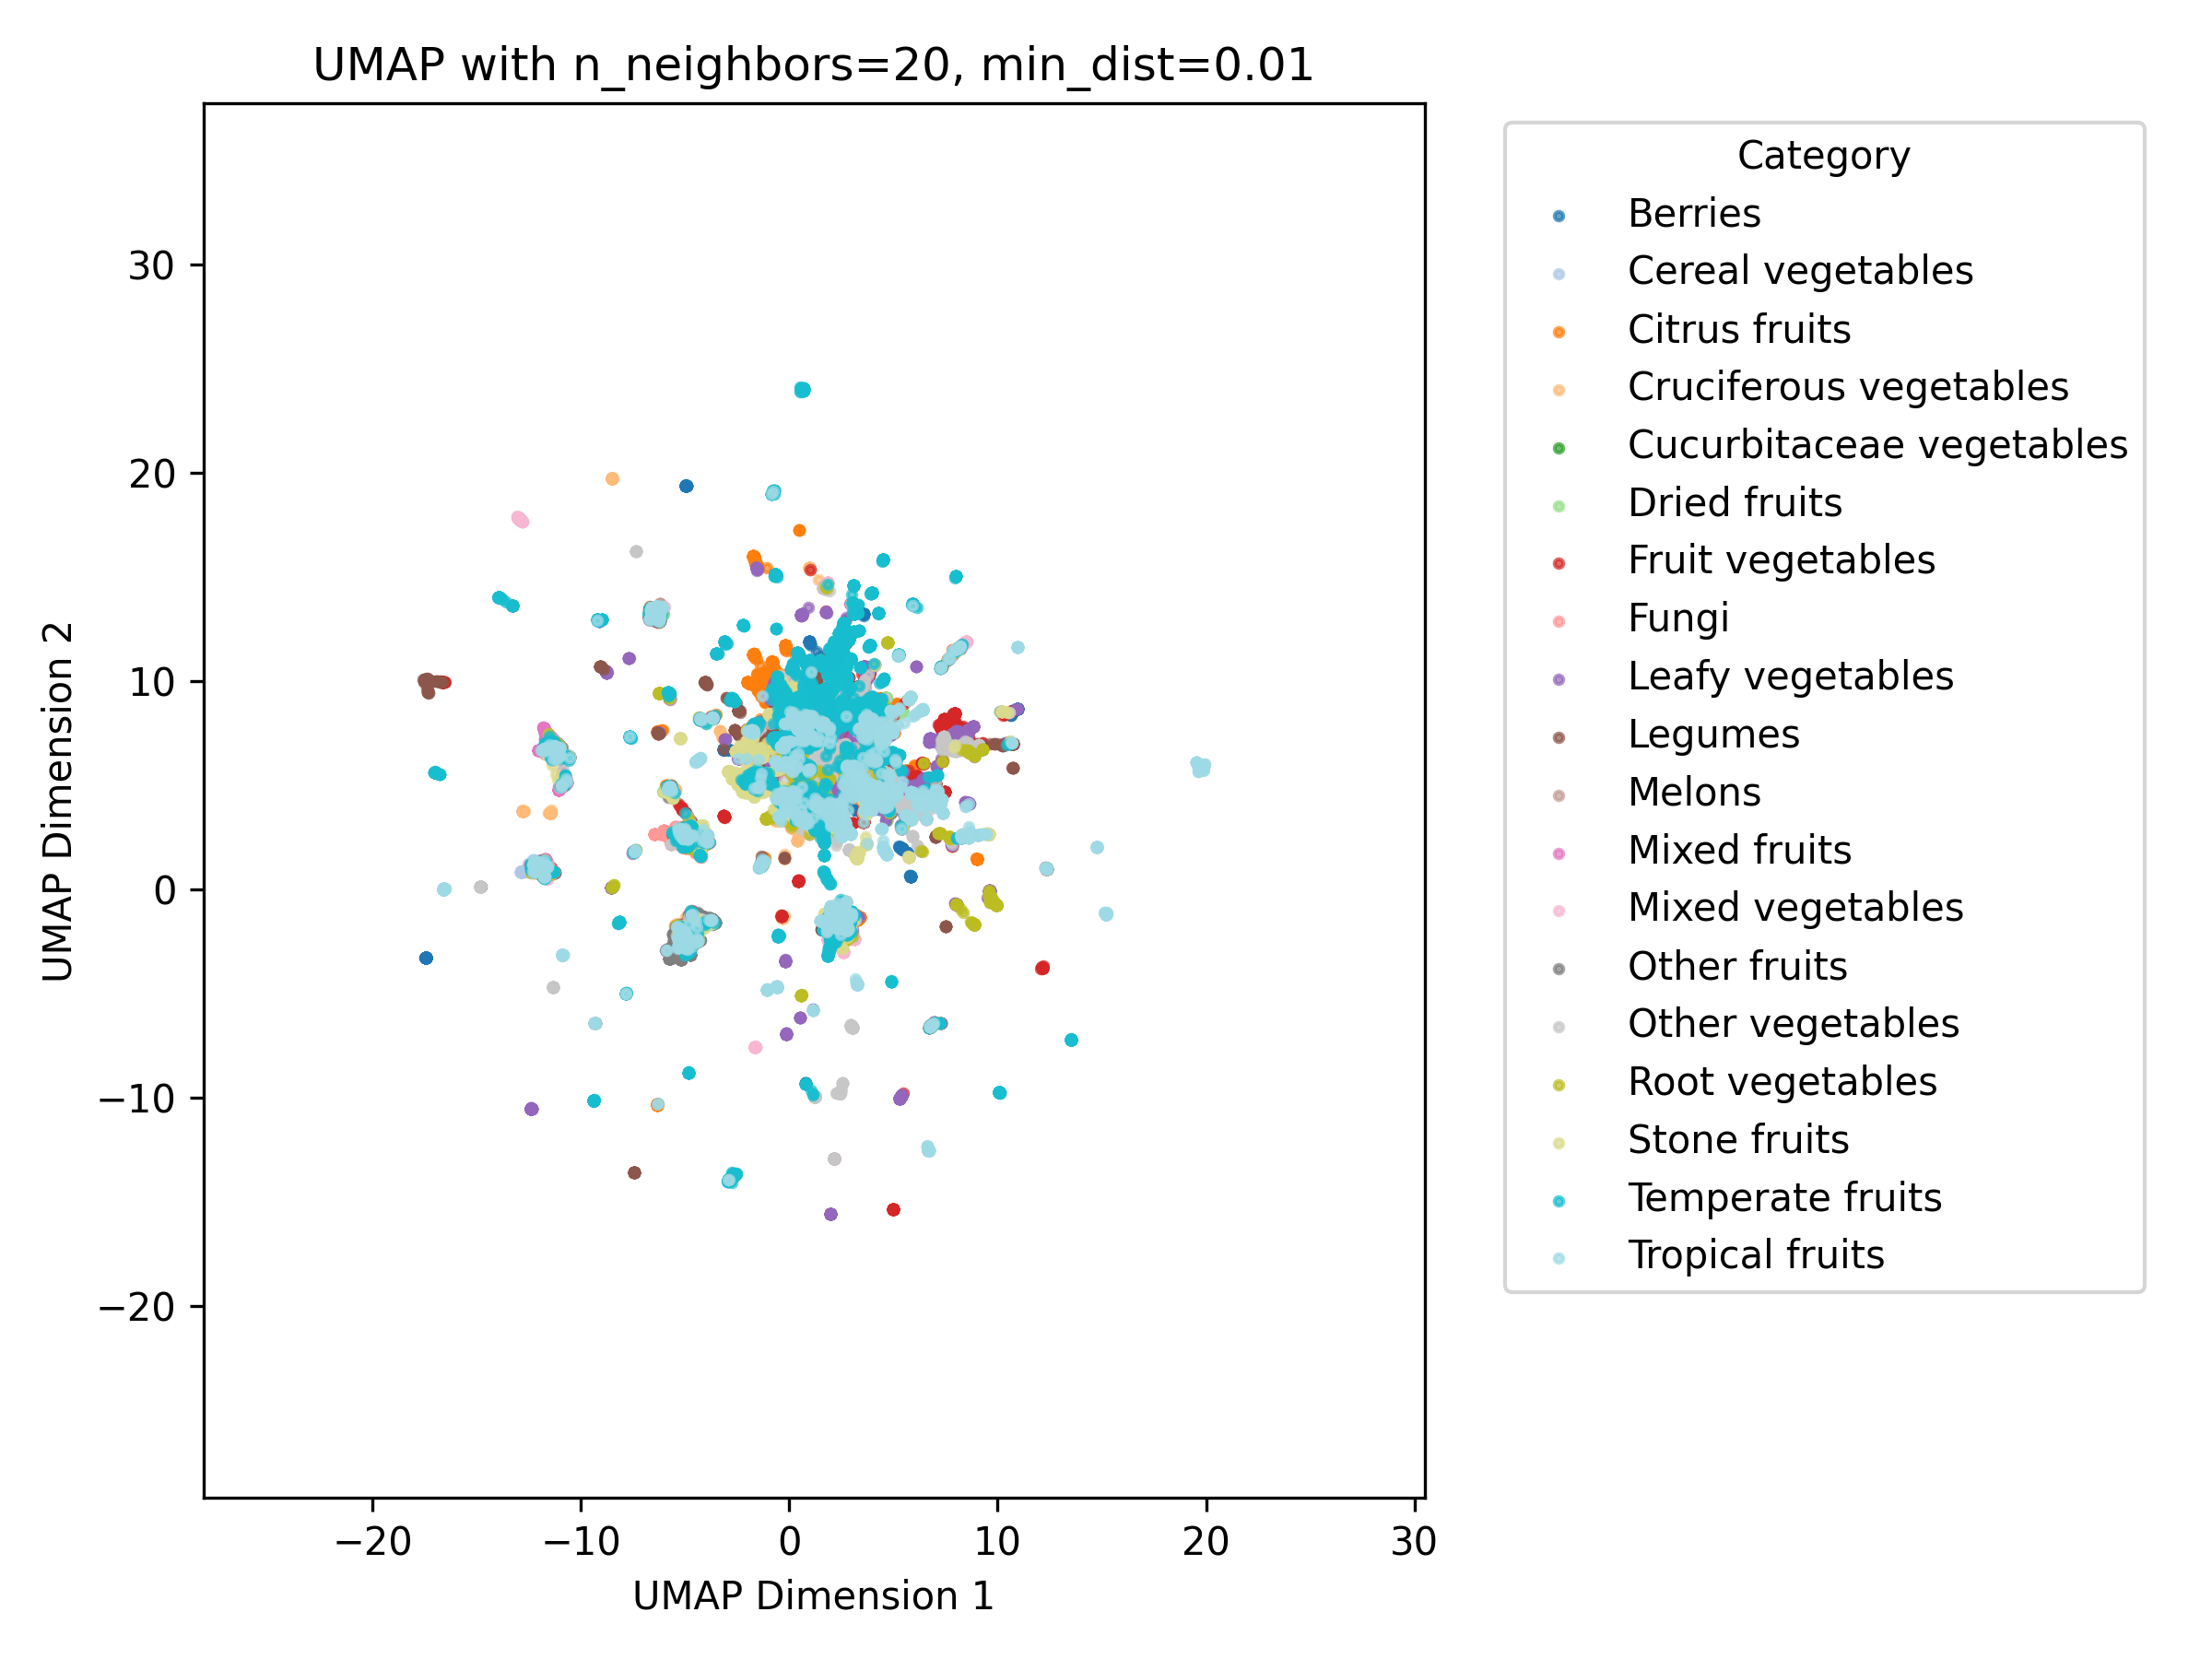 UMAP with n_neighbors=20, min_dist=0.01
Category
Berries
Cereal vegetables
Citrus fruits
Cruciferous vegetables
Cucurbitaceae vegetables
Dried fruits
Fruit vegetables
Fungi
Leafy vegetables
Legumes
Melons
Mixed fruits
Mixed vegetables
Other fruits
Other vegetables
Root vegetables
Stone fruits
Temperate fruits
Tropical fruits
UMAP Dimension 2
30
20
10
0
−10
−20
−20
−10
0
10
20
30
UMAP Dimension 1